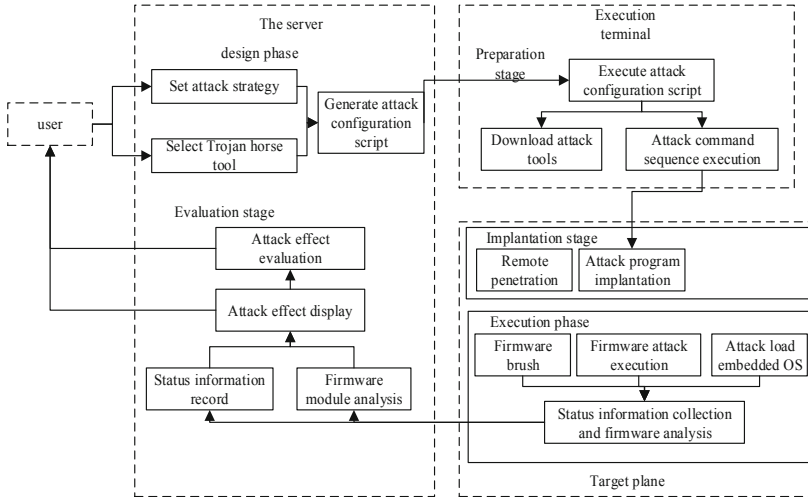 The server
design phase
Set attack strategy
Select Trojan horse
tool
Generate attack
configuration
script
user
Evaluation stage
Attack effect
evaluation
Attack effect display
Status information
record
Firmware
module analysis
Execution
terminal
Preparation
stage
Execute attack
configuration script
Download attack
tools
Attack command
sequence execution
Implantation stage
Remote
penetration
Attack program
implantation
Execution phase
Firmware
brush
Firmware attack
execution
Attack load
embedded OS
Status information collection
and firmware analysis
Target plane